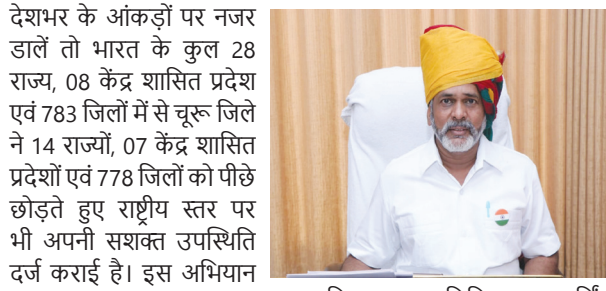 देशभर के आंकड़ों पर नजर
डालें तो भारत के कुल 28
राज्य, 08 केंद्र शासित प्रदेश
एवं 783 जिलों में से चूरू जिले
ने 14 राज्यों, 07 केंद्र शासित
प्रदेशों एवं 778 जिलों को पीछे
छोड़ते हुए राष्ट्रीय स्तर पर
भी अपनी सशक्त उपस्थिति
दर्ज कराई है। इस अभियान